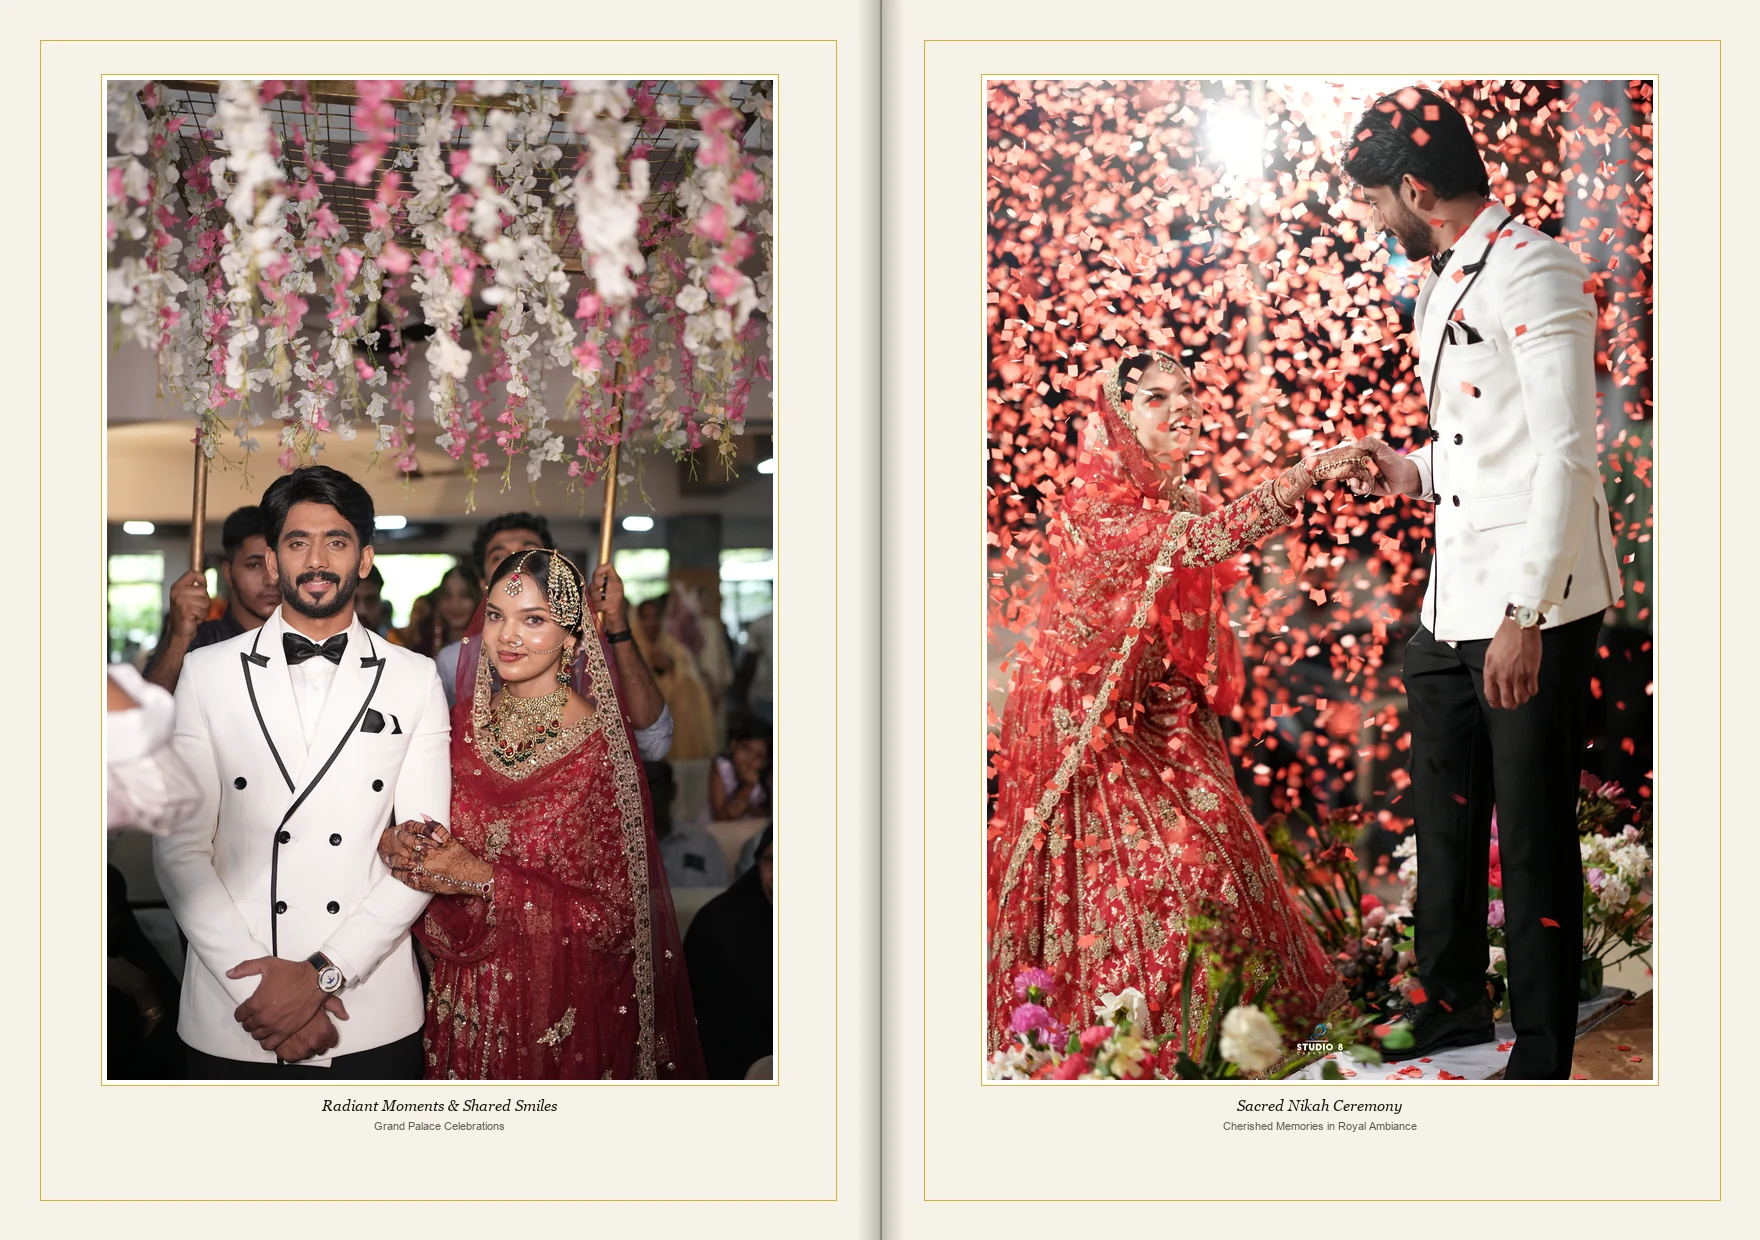 Radiant Moments & Shared Smiles
Grand Palace Celebrations
STUDIO 8
Sacred Nikah Ceremony
Cherished Memories in Royal Ambiance